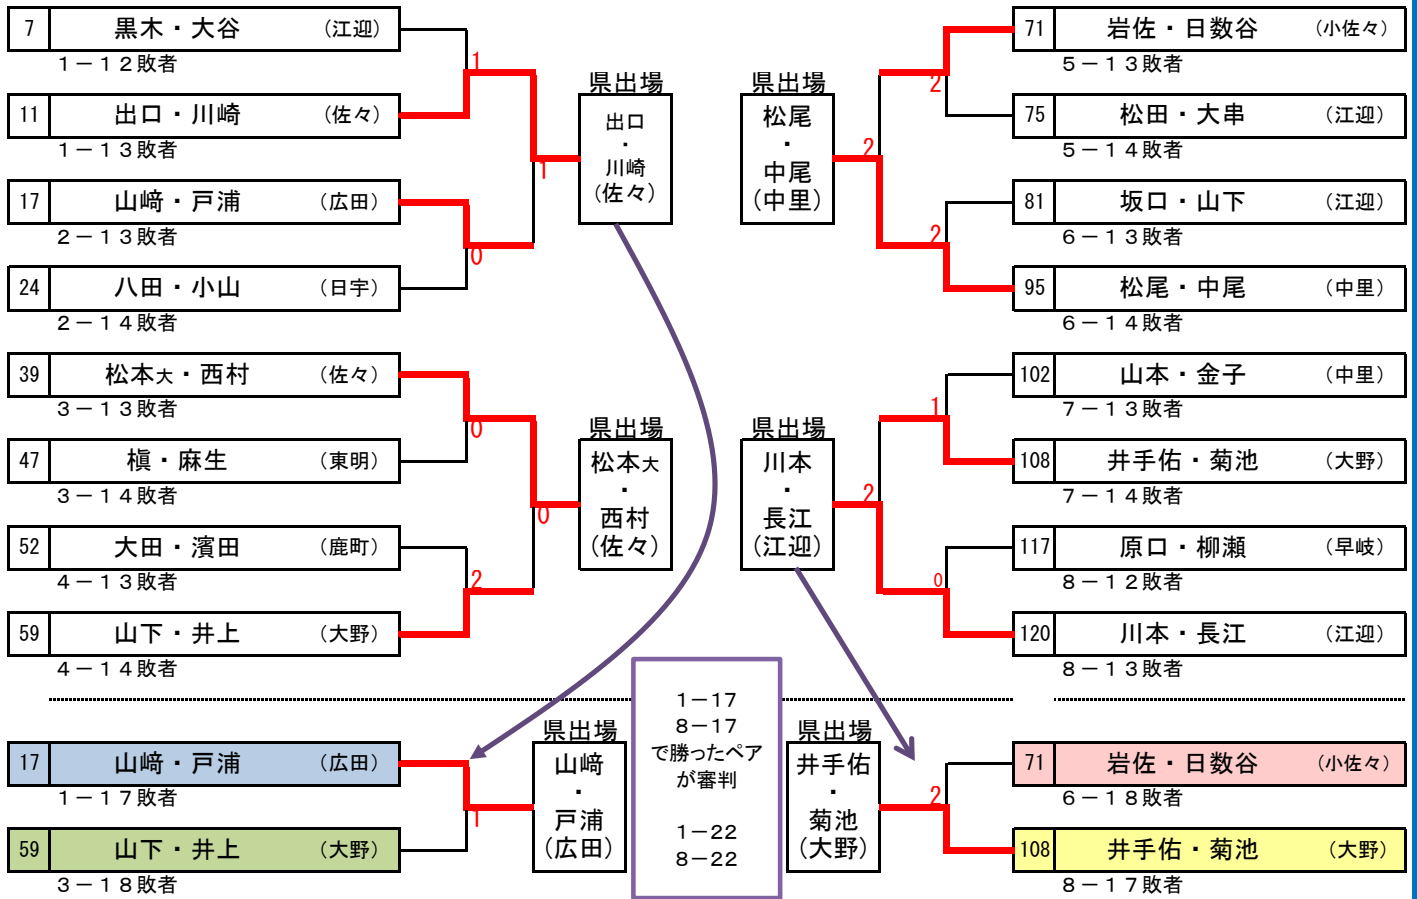 7 黒木・大谷 （江迎）
1－12敗者
11 出口・川崎 （佐々）
1－13敗者
17 山﨑・戸浦 （広田）
2－13敗者
24 八田・小山 （日宇）
2－14敗者
39 松本大・西村 （佐々）
3－13敗者
47 槇・麻生 （東明）
3－14敗者
52 大田・濱田 （鹿町）
4－13敗者
59 山下・井上 （大野）
4－14敗者
1
0
1
0
2
0
県出場
出口
・
川崎
（佐々）
県出場
松本大
・
西村
（佐々）
県出場
松尾
・
中尾
（中里）
県出場
川本
・
長江
（江迎）
2
2
2
1
0
2
71 岩佐・日数谷 （小佐々）
5－13敗者
75 松田・大串 （江迎）
5－14敗者
81 坂口・山下 （江迎）
6－13敗者
95 松尾・中尾 （中里）
6－14敗者
102 山本・金子 （中里）
7－13敗者
108 井手佑・菊池 （大野）
7－14敗者
117 原口・柳瀬 （早岐）
8－12敗者
120 川本・長江 （江迎）
8－13敗者
17 山﨑・戸浦 （広田）
1－17敗者
59 山下・井上 （大野）
3－18敗者
1
県出場
山﨑
・
戸浦
（広田）
1－17
8－17
で勝ったペア
が審判
1－22
8－22
県出場
井手佑
・
菊池
（大野）
2
71 岩佐・日数谷 （小佐々）
6－18敗者
108 井手佑・菊池 （大野）
8－17敗者